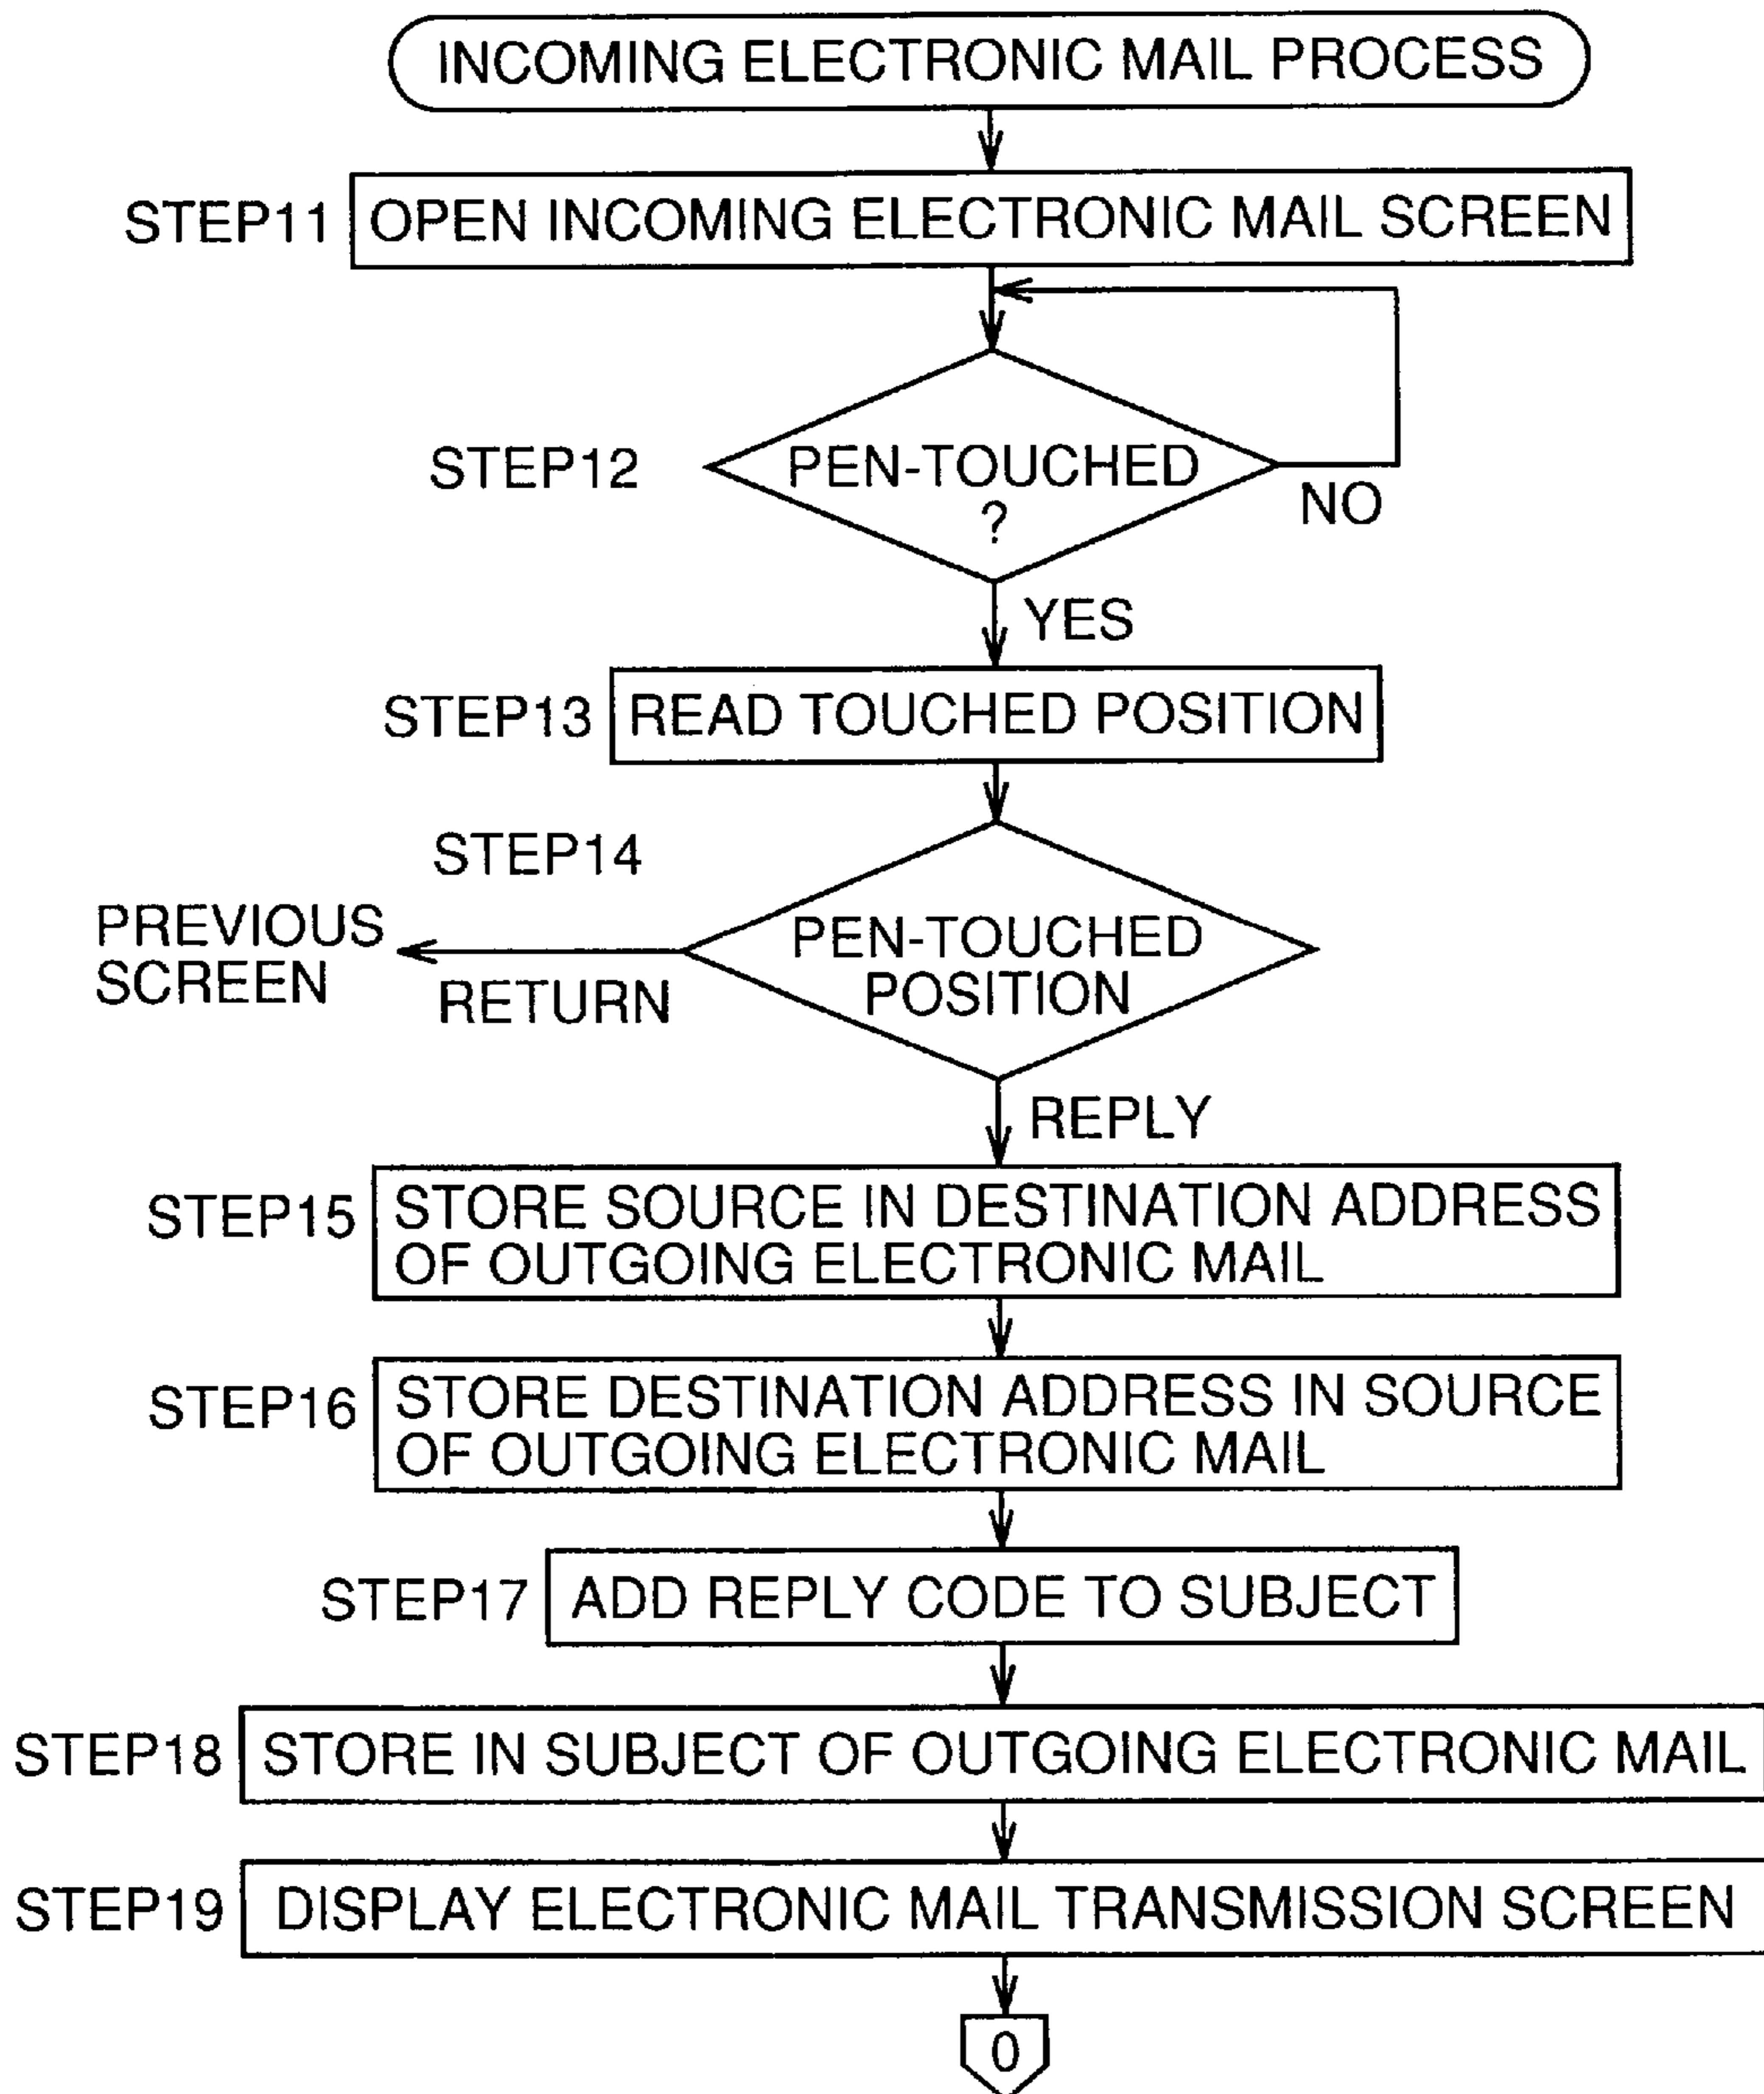 INCOMING ELECTRONIC MAIL PROCESS
STEP11
OPEN INCOMING ELECTRONIC MAIL SCREEN
STEP12
PEN-TOUCHED
?
NO
YES
STEP13
READ TOUCHED POSITION
STEP14
PEN-TOUCHED
POSITION
PREVIOUS
SCREEN
RETURN
REPLY
STEP15
STORE SOURCE IN DESTINATION ADDRESS
OF OUTGOING ELECTRONIC MAIL
STEP16
STORE DESTINATION ADDRESS IN SOURCE
OF OUTGOING ELECTRONIC MAIL
STEP17
ADD REPLY CODE TO SUBJECT
STEP18
STORE IN SUBJECT OF OUTGOING ELECTRONIC MAIL
STEP19
DISPLAY ELECTRONIC MAIL TRANSMISSION SCREEN
0